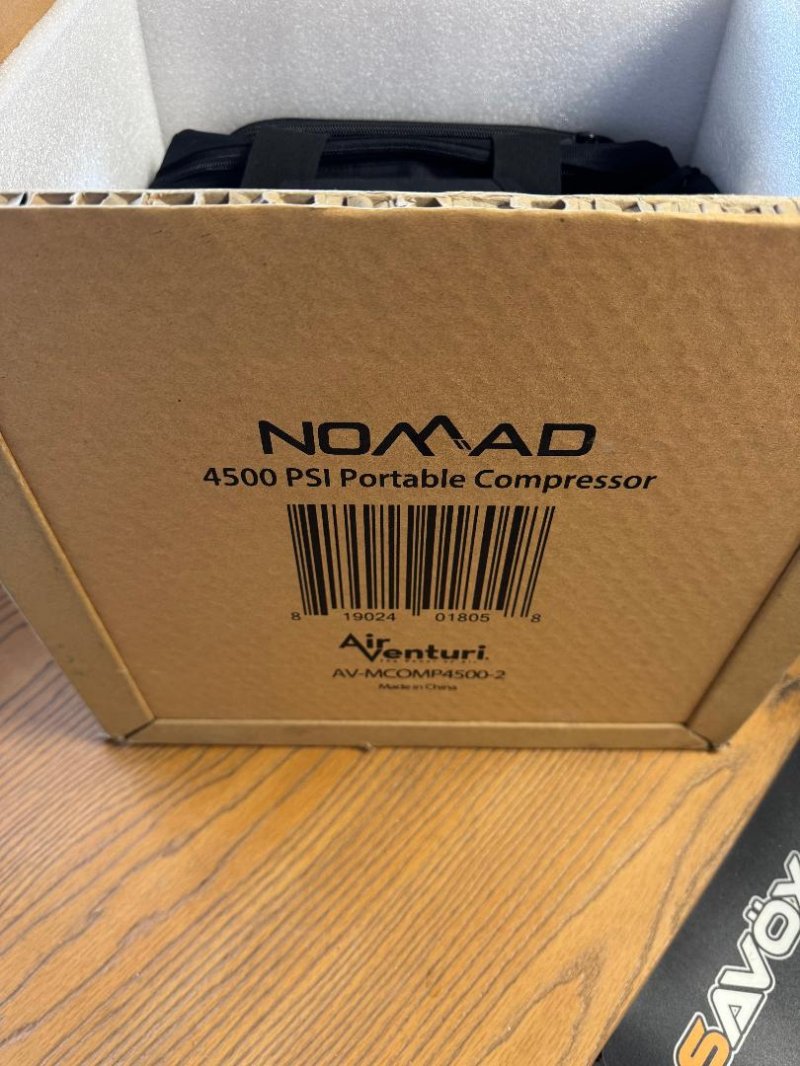 NOMAD
4500 PSI Portable Compressor
8 19024 01805 8
Air
Venturi
AV-MCOMP4500-2
Made in China
SAVÖX